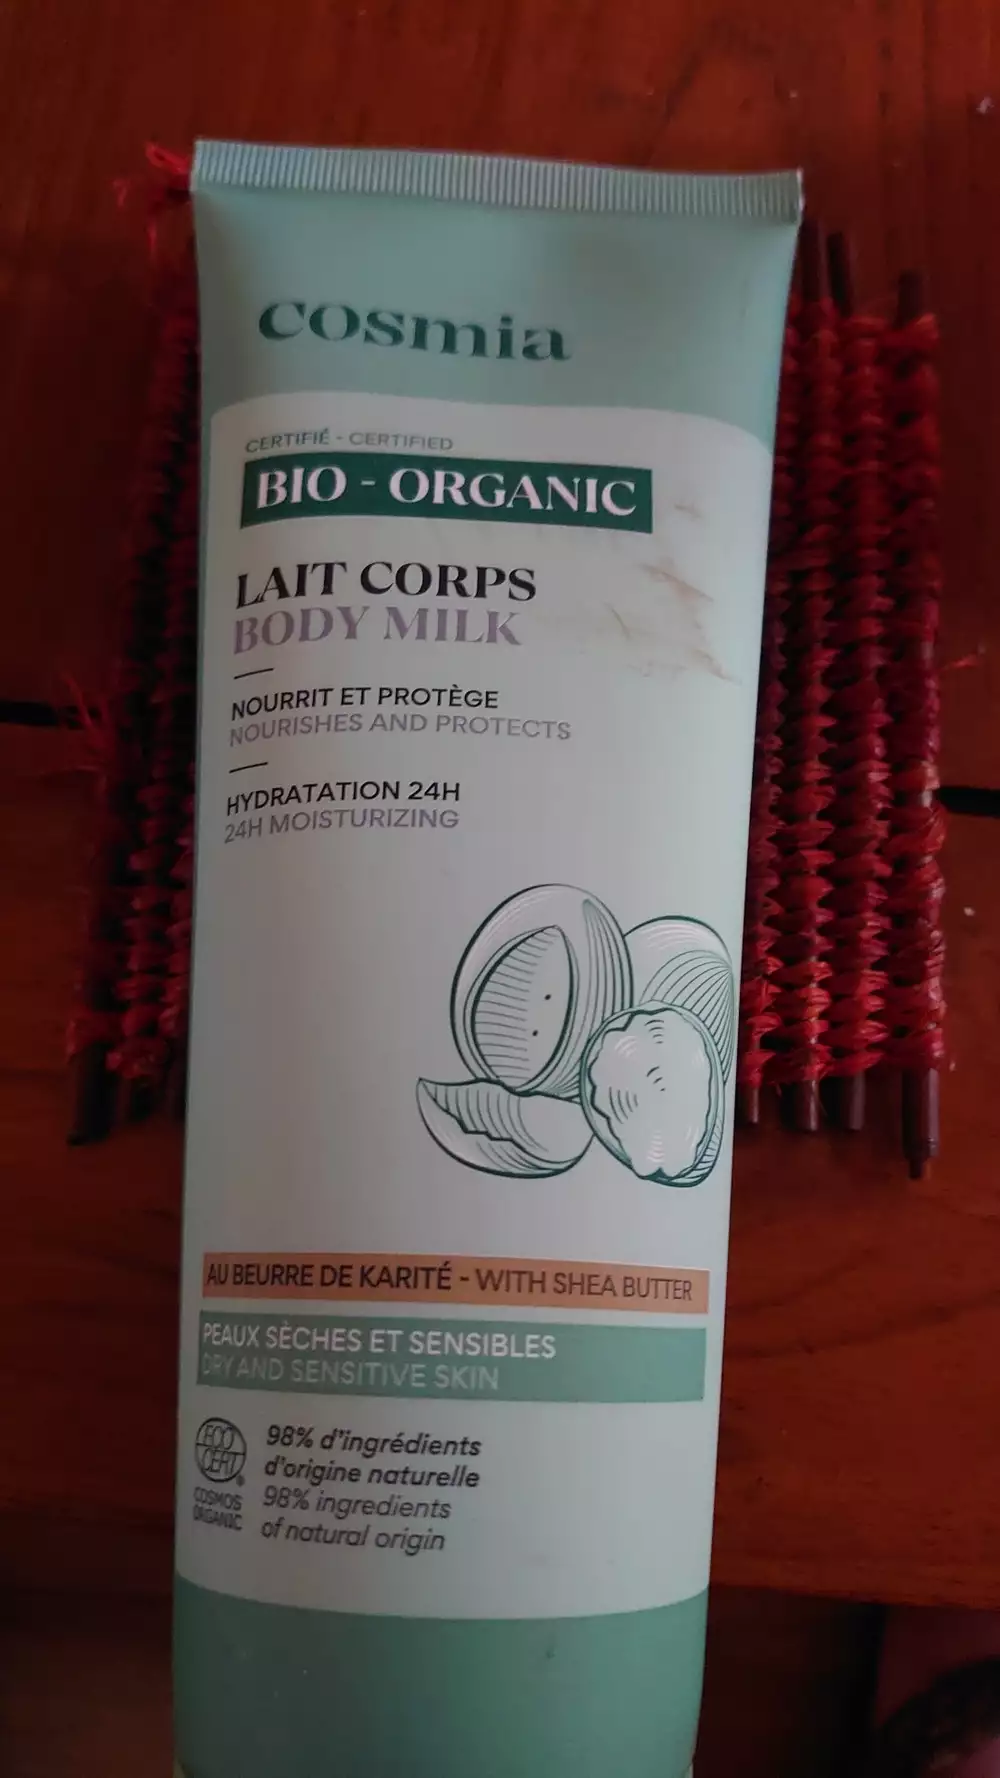 cosmia
CERTIFIÉ - CERTIFIED
BIO - ORGANIC
LAIT CORPS
BODY MILK
NOURRIT ET PROTÈGE
NOURISHES AND PROTECTS
HYDRATATION 24H
24H MOISTURIZING
AU BEURRE DE KARITÉ - WITH SHEA BUTTER
PEAUX SÈCHES ET SENSIBLES
DRY AND SENSITIVE SKIN
ECO
CERT®
COSMOS
ORGANIC
98% d'ingrédients
d'origine naturelle
98% ingredients
of natural origin